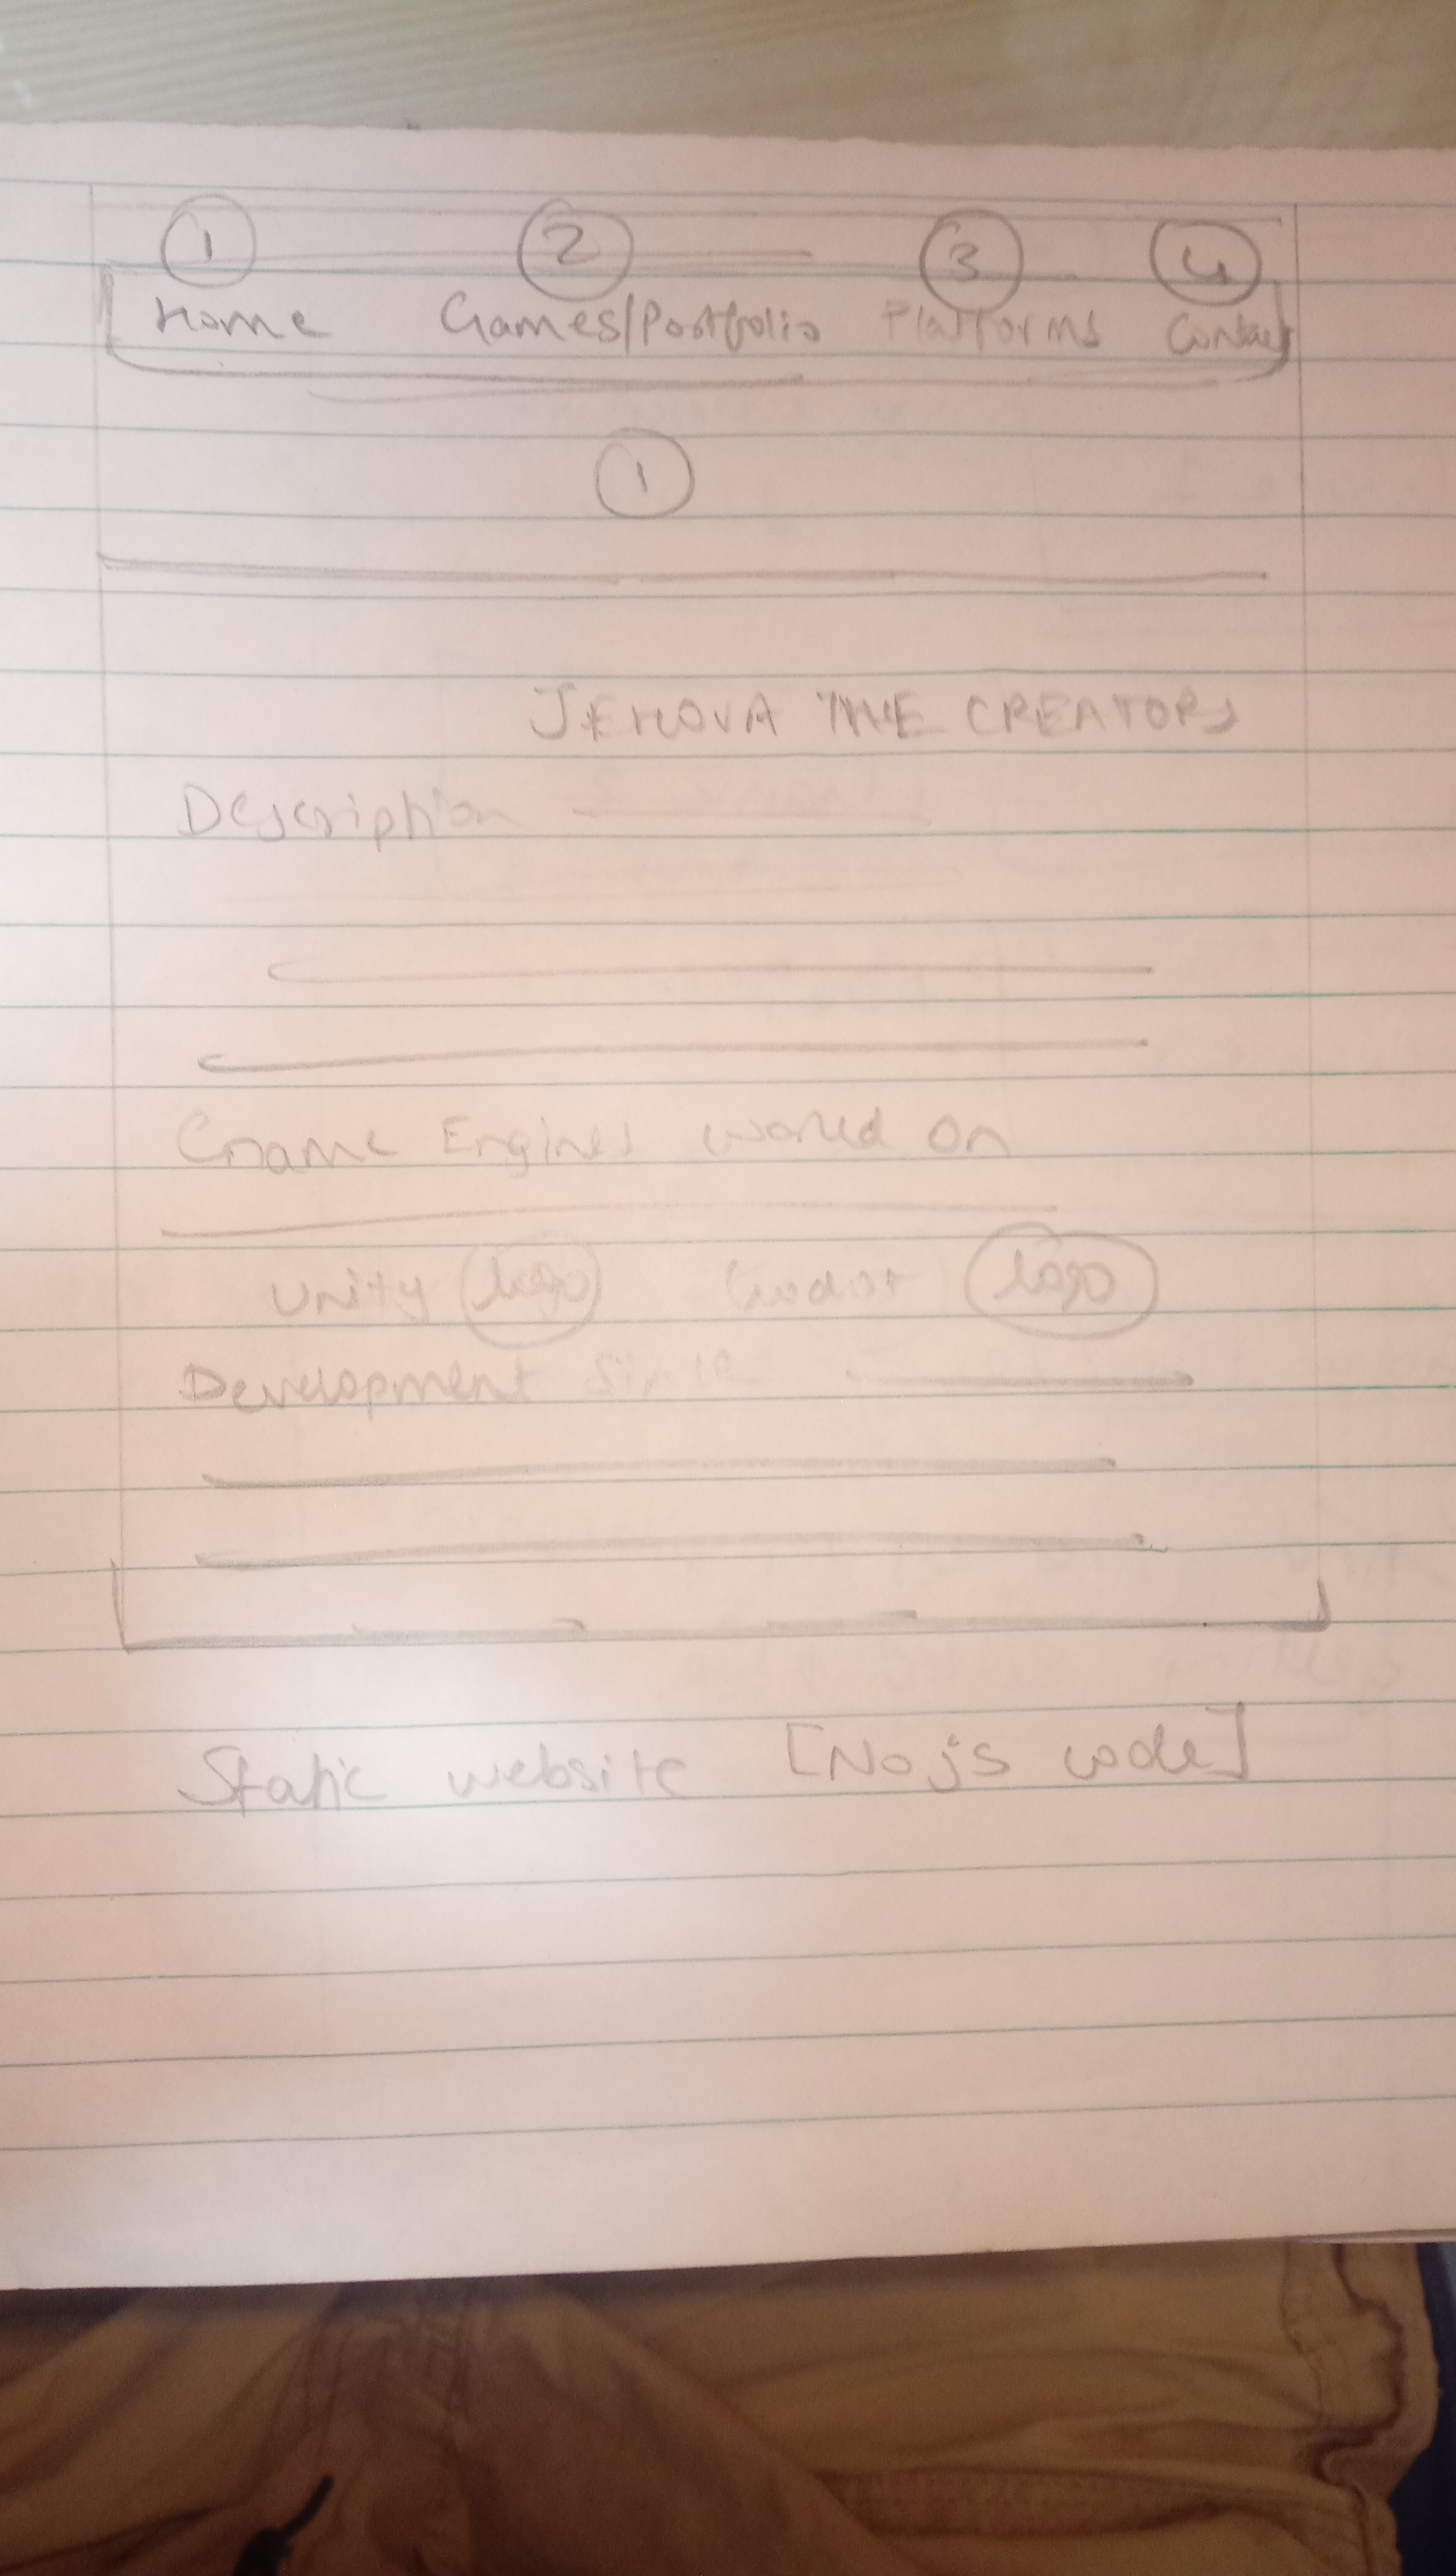 1 2 3 4
Home Games/Portfolio Platforms Contact
1
JEHOVA THE CREATORS
Description
Game Engines worked on
Unity logo Godot logo
Development Since
Static website [No js code]